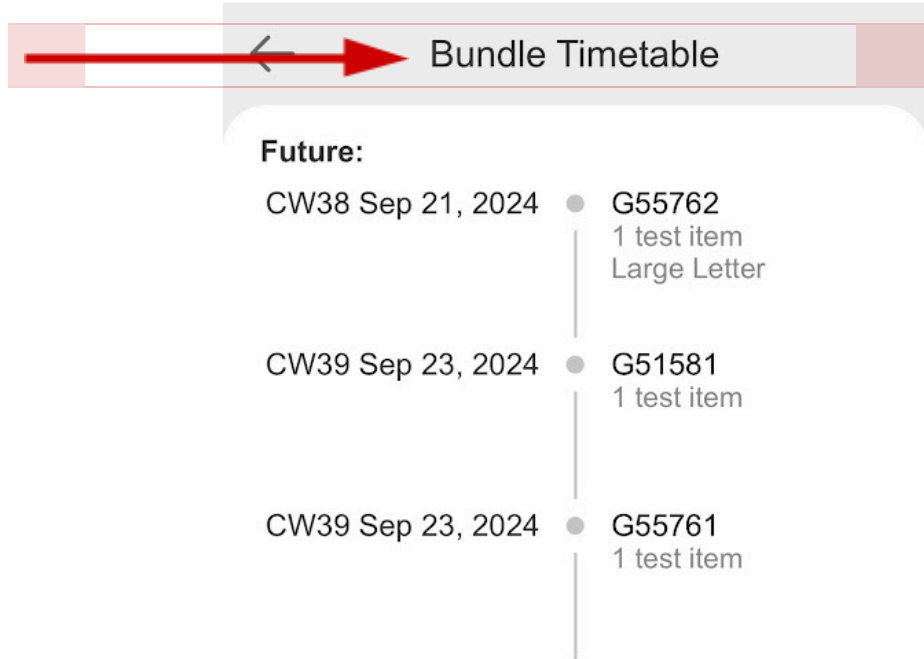 Bundle Timetable
Future:
CW38 Sep 21, 2024 G55762
1 test item
Large Letter
CW39 Sep 23, 2024 G51581
1 test item
CW39 Sep 23, 2024 G55761
1 test item